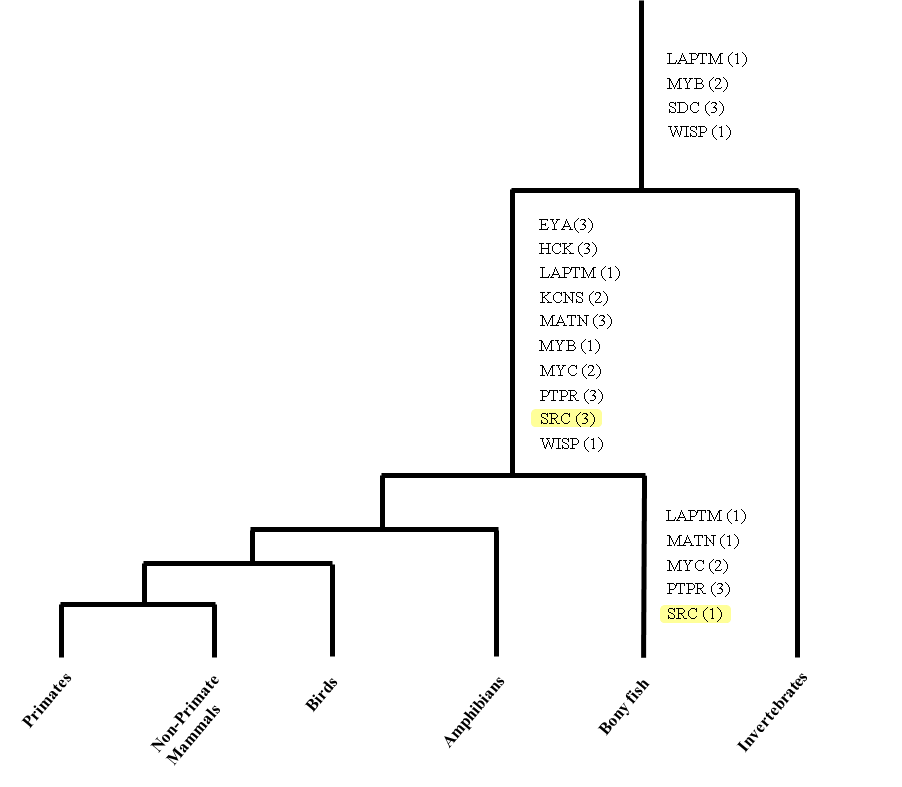 LAPTM (1)
MYB (2)
SDC (3)
WISP (1)
EYA(3)
HCK (3)
LAPTM (1)
KCNS (2)
MATN (3)
MYB (1)
MYC (2)
PTPR (3)
SRC (3)
WISP (1)
LAPTM (1)
MATN (1)
MYC (2)
PTPR (3)
SRC (1)
Primates
Non-Primate
Mammals
Birds
Amphibians
Bony fish
Invertebrates